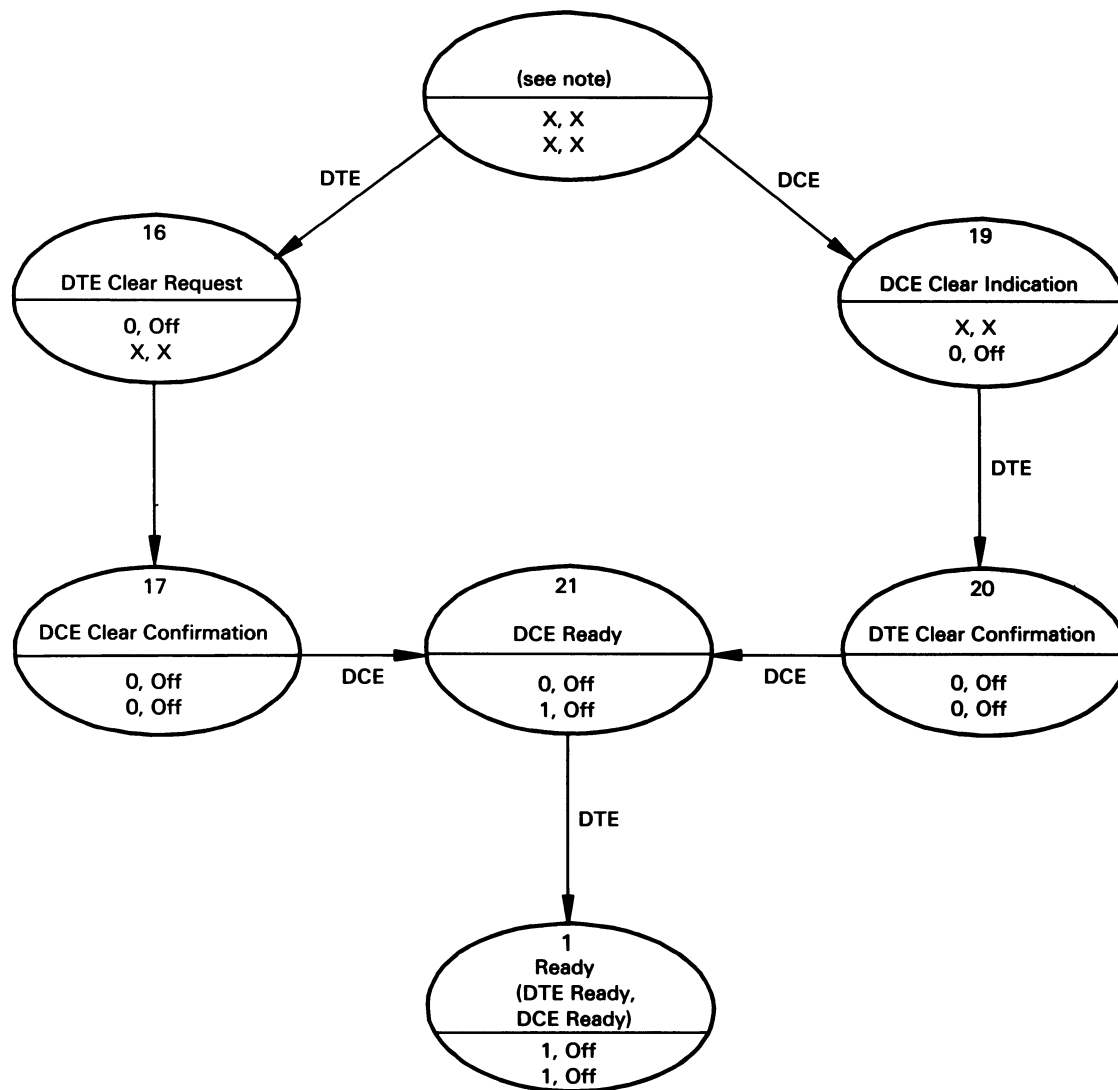 (see note)
X, X
X, X
DTE
DCE
16
DTE Clear Request
0, Off
X, X
19
DCE Clear Indication
X, X
0, Off
DTE
17
DCE Clear Confirmation
0, Off
0, Off
DCE
21
DCE Ready
0, Off
1, Off
DCE
20
DTE Clear Confirmation
0, Off
0, Off
DTE
1
Ready
(DTE Ready,
DCE Ready)
1, Off
1, Off